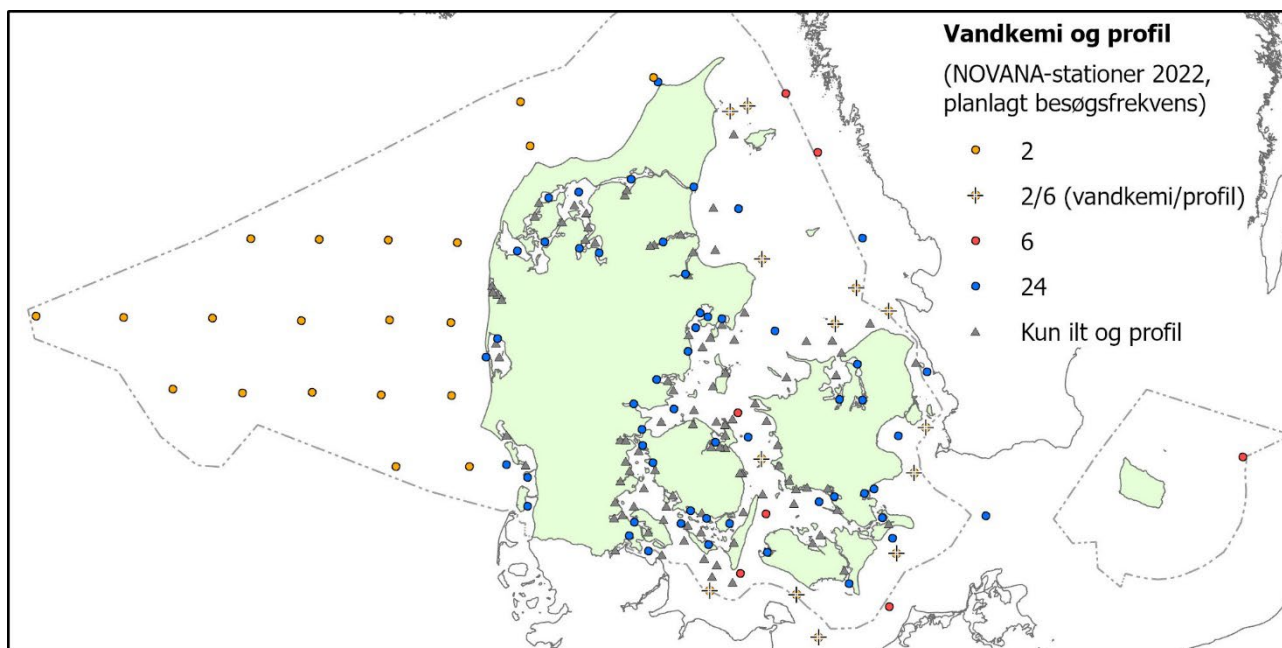 Vandkemi og profil
(NOVANA-stationer 2022,
planlagt besøgsfrekvens)
2
2/6 (vandkemi/profil)
6
24
Kun ilt og profil